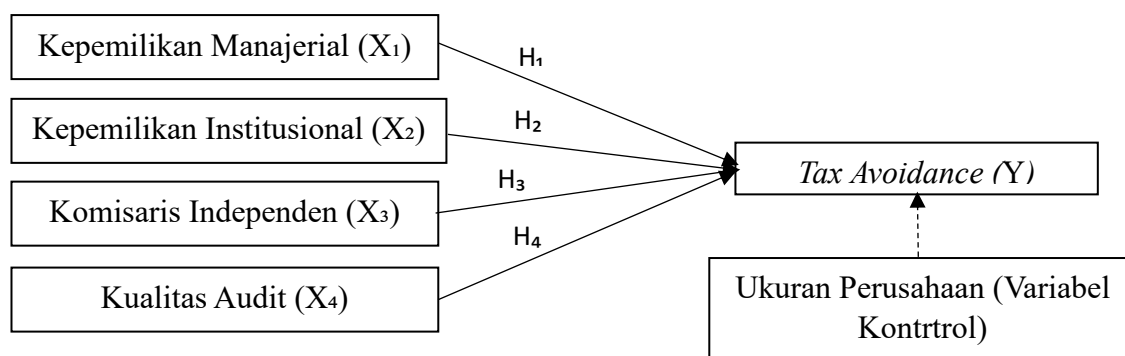 Kepemilikan Manajerial (X₁)
H₁
Kepemilikan Institusional (X₂)
H₂
Tax Avoidance (Y)
H₃
Komisaris Independen (X₃)
H₄
Kualitas Audit (X₄)
Ukuran Perusahaan (Variabel
Kontrtrol)